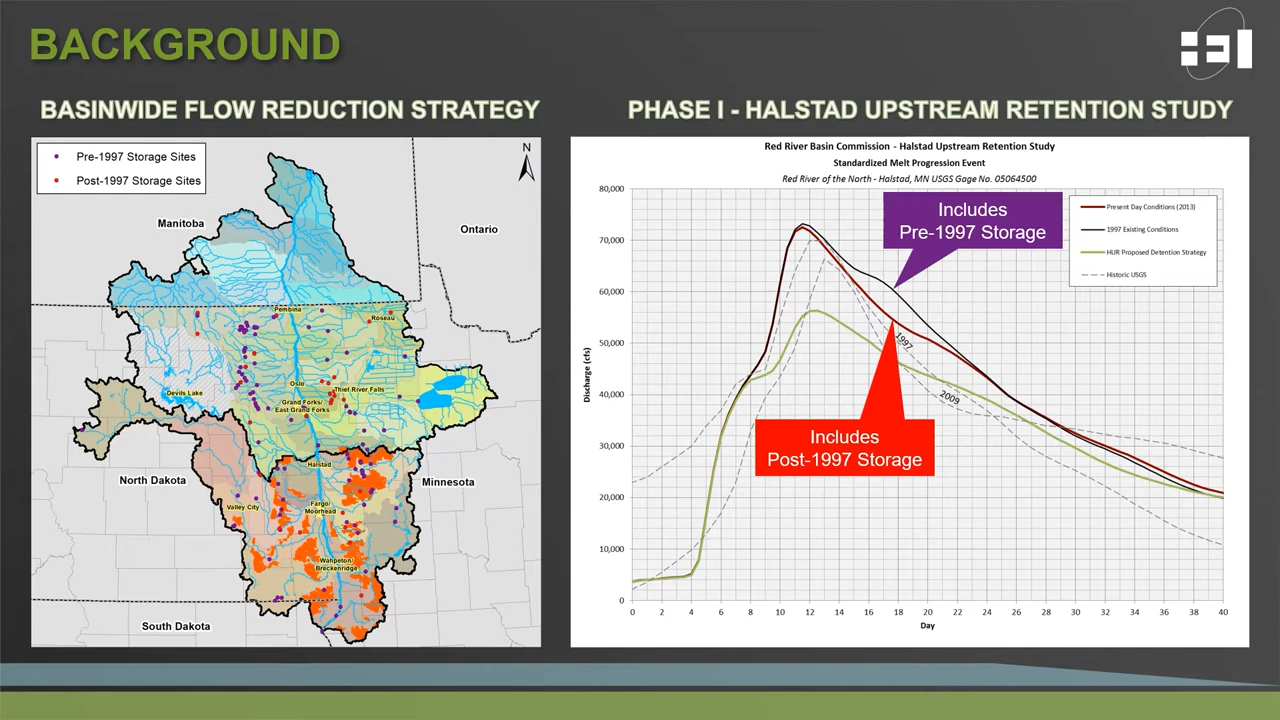 BACKGROUND
BASINWIDE FLOW REDUCTION STRATEGY
Pre-1997 Storage Sites
Post-1997 Storage Sites
N
Manitoba
Ontario
Pembina
Roseau
Oslo
Thief River Falls
Devils Lake
Grand Forks/
East Grand Forks
Halstad
North Dakota
Minnesota
Valley City
Fargo/
Moorhead
Wahpeton/
Breckenridge
South Dakota
PHASE I - HALSTAD UPSTREAM RETENTION STUDY
Red River Basin Commission - Halstad Upstream Retention Study
Standardized Melt Progression Event
Red River of the North - Halstad, MN USGS Gage No. 05064500
80,000
70,000
60,000
50,000
40,000
30,000
20,000
10,000
0
Discharge (cfs)
Includes
Pre-1997 Storage
Present Day Conditions (2013)
1997 Existing Conditions
HUR Proposed Detention Strategy
Historic USGS
1997
2009
Includes
Post-1997 Storage
0 2 4 6 8 10 12 14 16 18 20 22 24 26 28 30 32 34 36 38 40
Day